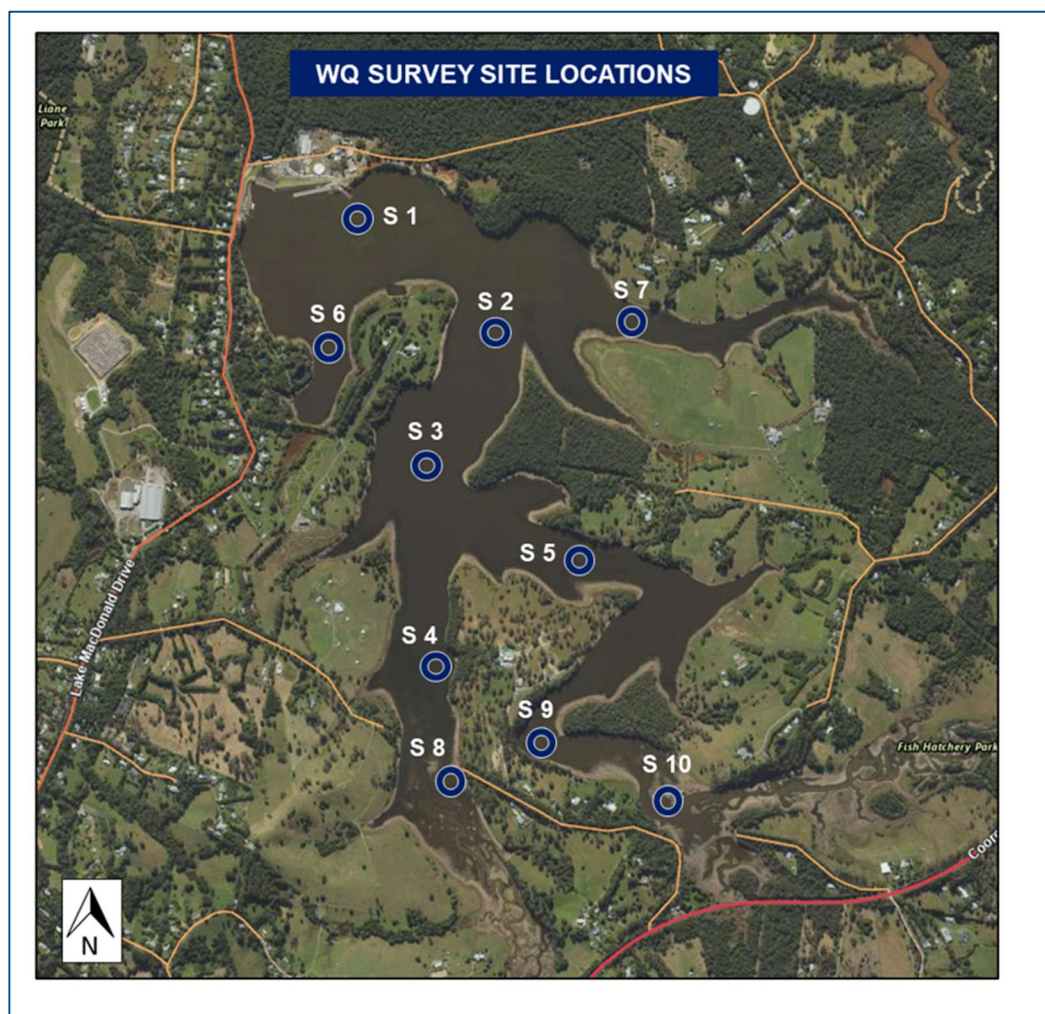 WQ SURVEY SITE LOCATIONS
Liane
Park
S 1
S 2
S 7
S 6
S 3
S 5
S 4
Lake MacDonald Drive
S 9
S 8
S 10
Fish Hatchery Park
Cooro
N